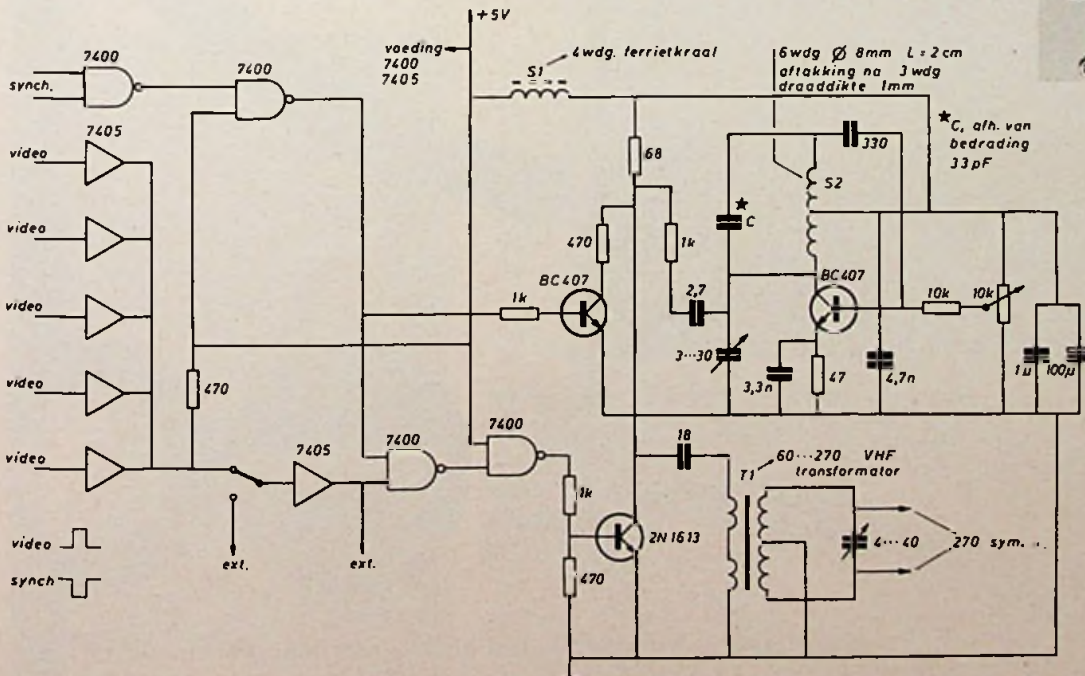 +5V
voeding
7400
7405
4wdg. ferrietkraal
S1
6wdg Ø 8mm L = 2cm
aftakking na 3wdg
draaddikte 1mm
7400
7400
synch.
7405
video
video
video
video
video
68
330
★C, afh. van
bedrading
33pF
S2
★
C
470
1k
BC407
1k
2,7
BC407
10k
10k
3...30
3,3n
47
4,7n
1µ
100µ
470
7405
7400
7400
18
60...270 VHF
transformator
T1
1k
2N1613
4...40
270 sym.
470
video
synch
ext.
ext.